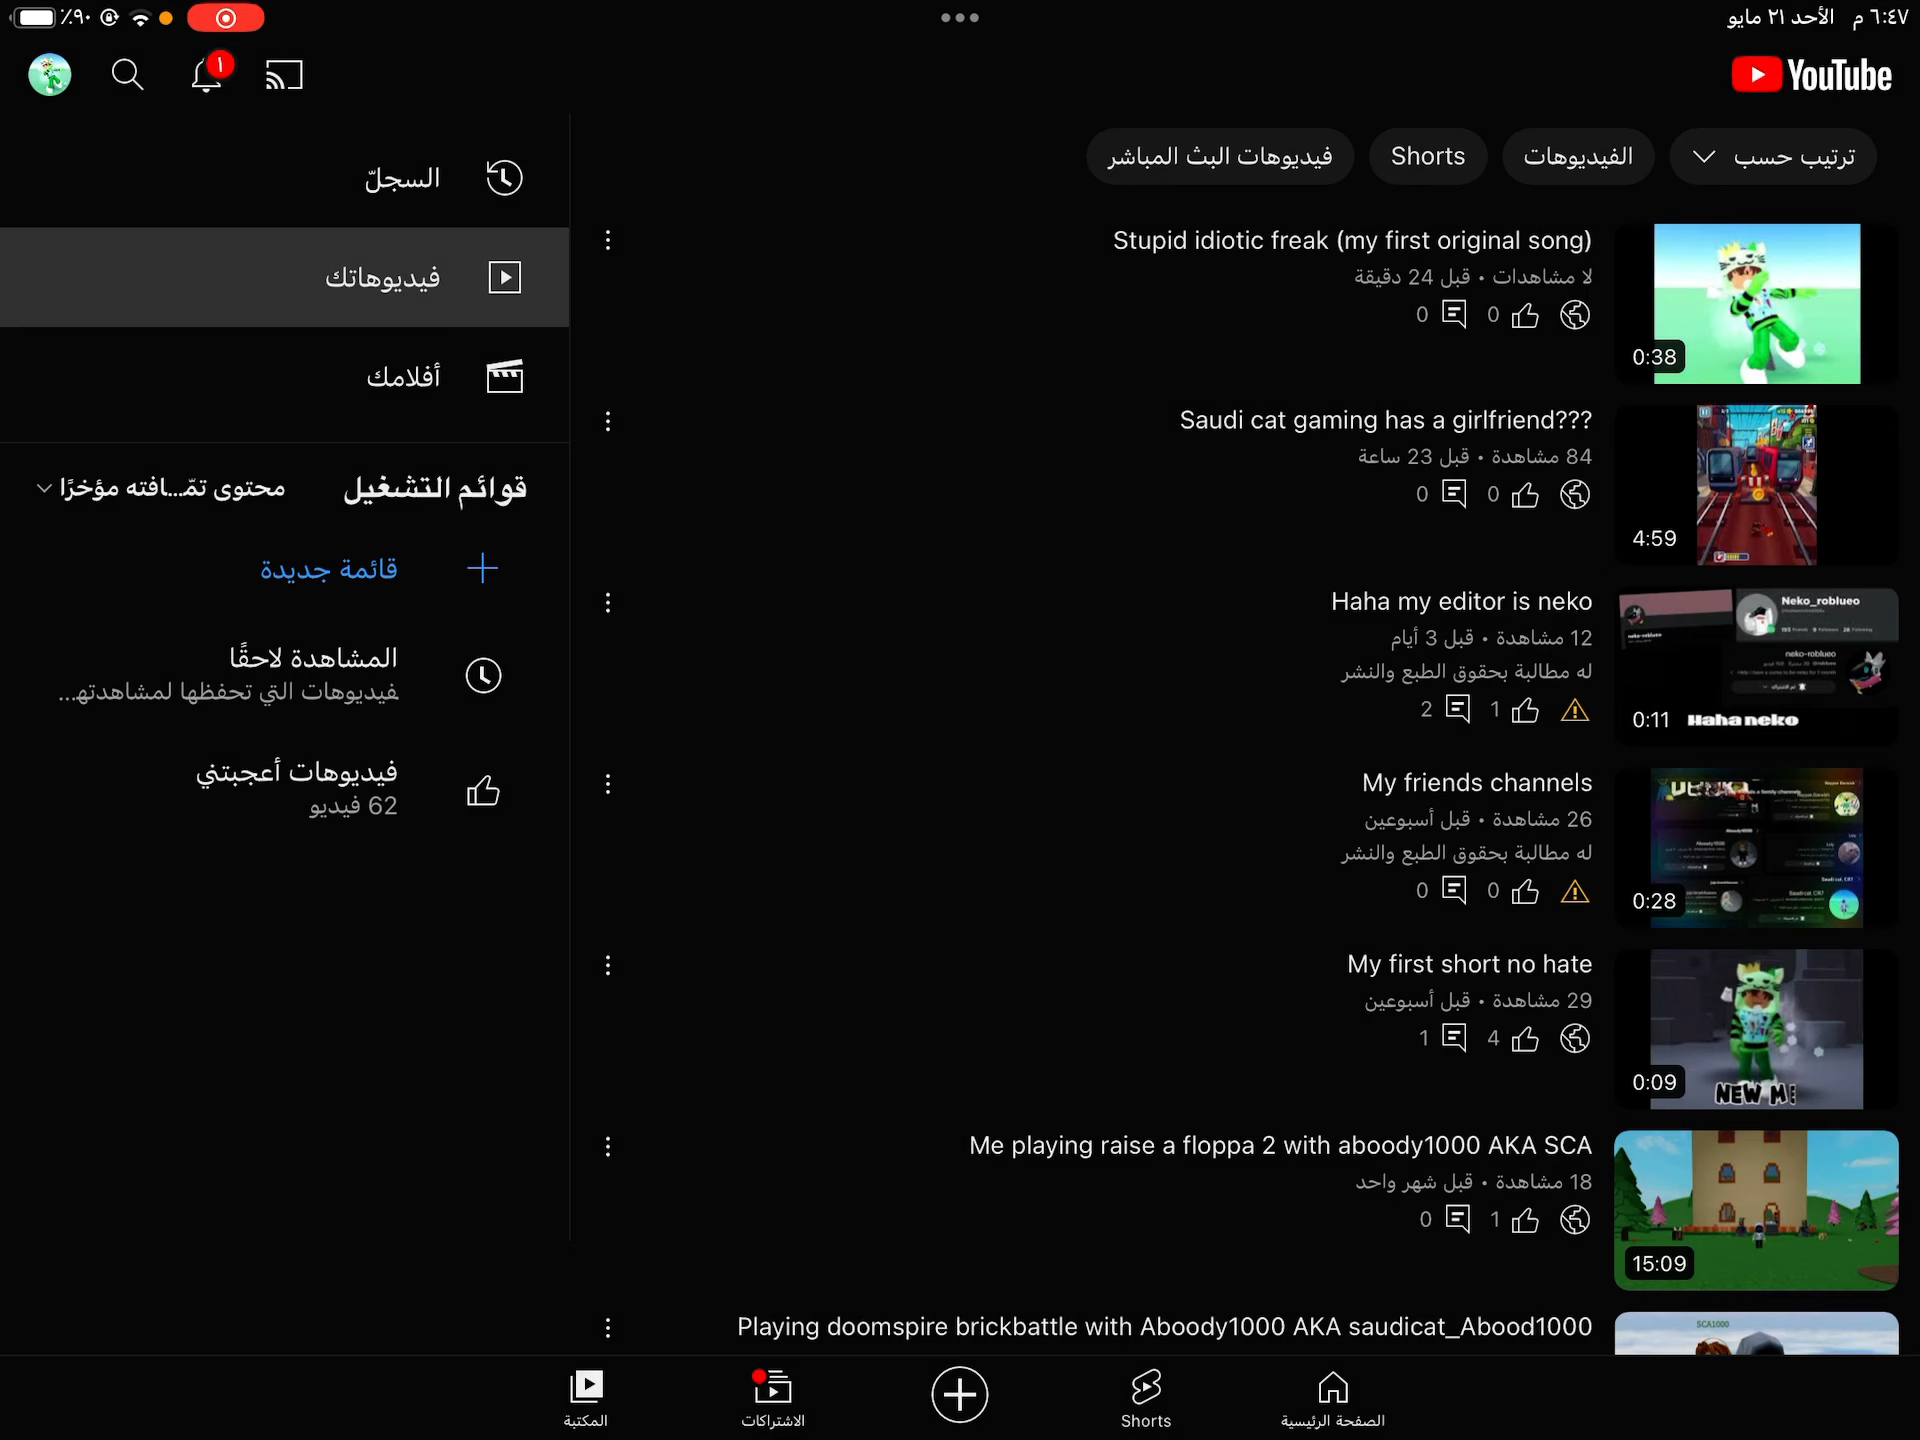 ٦:٤٧ م الأحد ٢١ مايو
٪٩٠
YouTube
١
ترتيب حسب
الفيديوهات
Shorts
فيديوهات البث المباشر
السجلّ
فيديوهاتك
أفلامك
قوائم التشغيل
محتوى تمّ...افته مؤخرًا
قائمة جديدة
المشاهدة لاحقًا
فيديوهات التي تحفظها لمشاهدته...
فيديوهات أعجبتني
62 فيديو
Stupid idiotic freak (my first original song)
لا مشاهدات • قبل 24 دقيقة
0 0
0:38
Saudi cat gaming has a girlfriend???
84 مشاهدة • قبل 23 ساعة
0 0
4:59
Haha my editor is neko
12 مشاهدة • قبل 3 أيام
له مطالبة بحقوق الطبع والنشر
1 2
Neko_roblueo
neko-roblueo
0:11
Haha neko
My friends channels
26 مشاهدة • قبل أسبوعين
له مطالبة بحقوق الطبع والنشر
0 0
0:28
My first short no hate
29 مشاهدة • قبل أسبوعين
4 1
0:09
NEW ME
Me playing raise a floppa 2 with aboody1000 AKA SCA
18 مشاهدة • قبل شهر واحد
1 0
15:09
Playing doomspire brickbattle with Aboody1000 AKA saudicat_Abood1000
SCA1000
الصفحة الرئيسية
Shorts
الاشتراكات
المكتبة